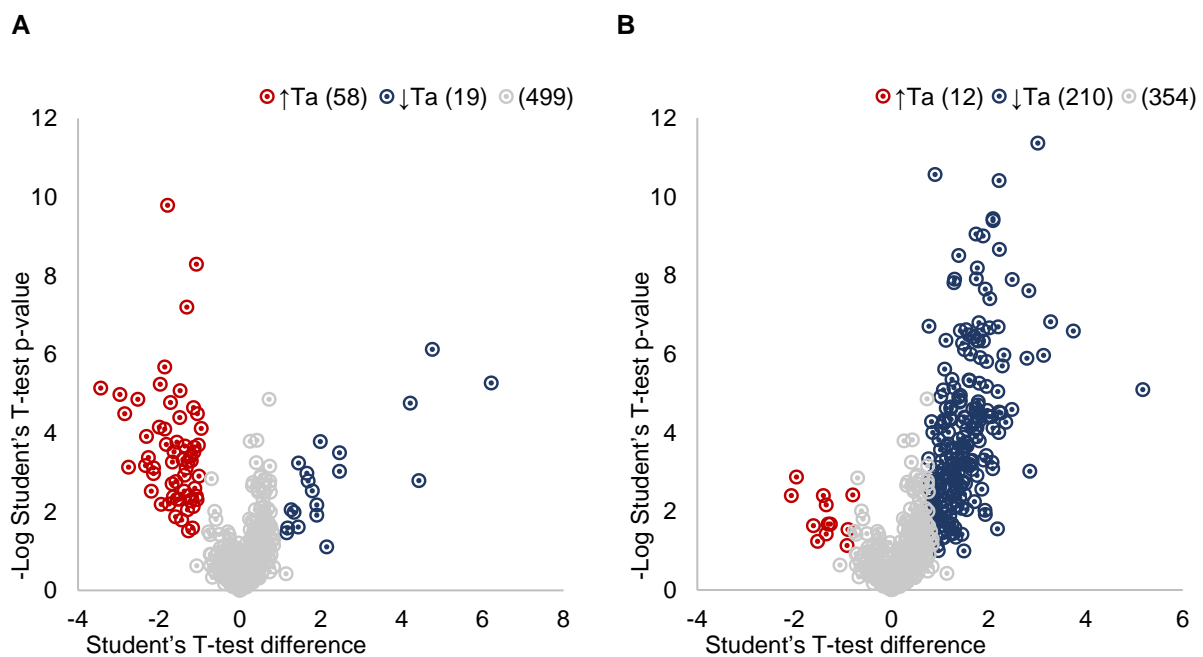 A
B
↑Ta (58) ↓Ta (19) (499)
↑Ta (12) ↓Ta (210) (354)
-Log Student's T-test p-value
12
10
8
6
4
2
0
-4 -2 0 2 4 6 8
Student's T-test difference
-Log Student's T-test p-value
12
10
8
6
4
2
0
-4 -2 0 2 4 6
Student's T-test difference